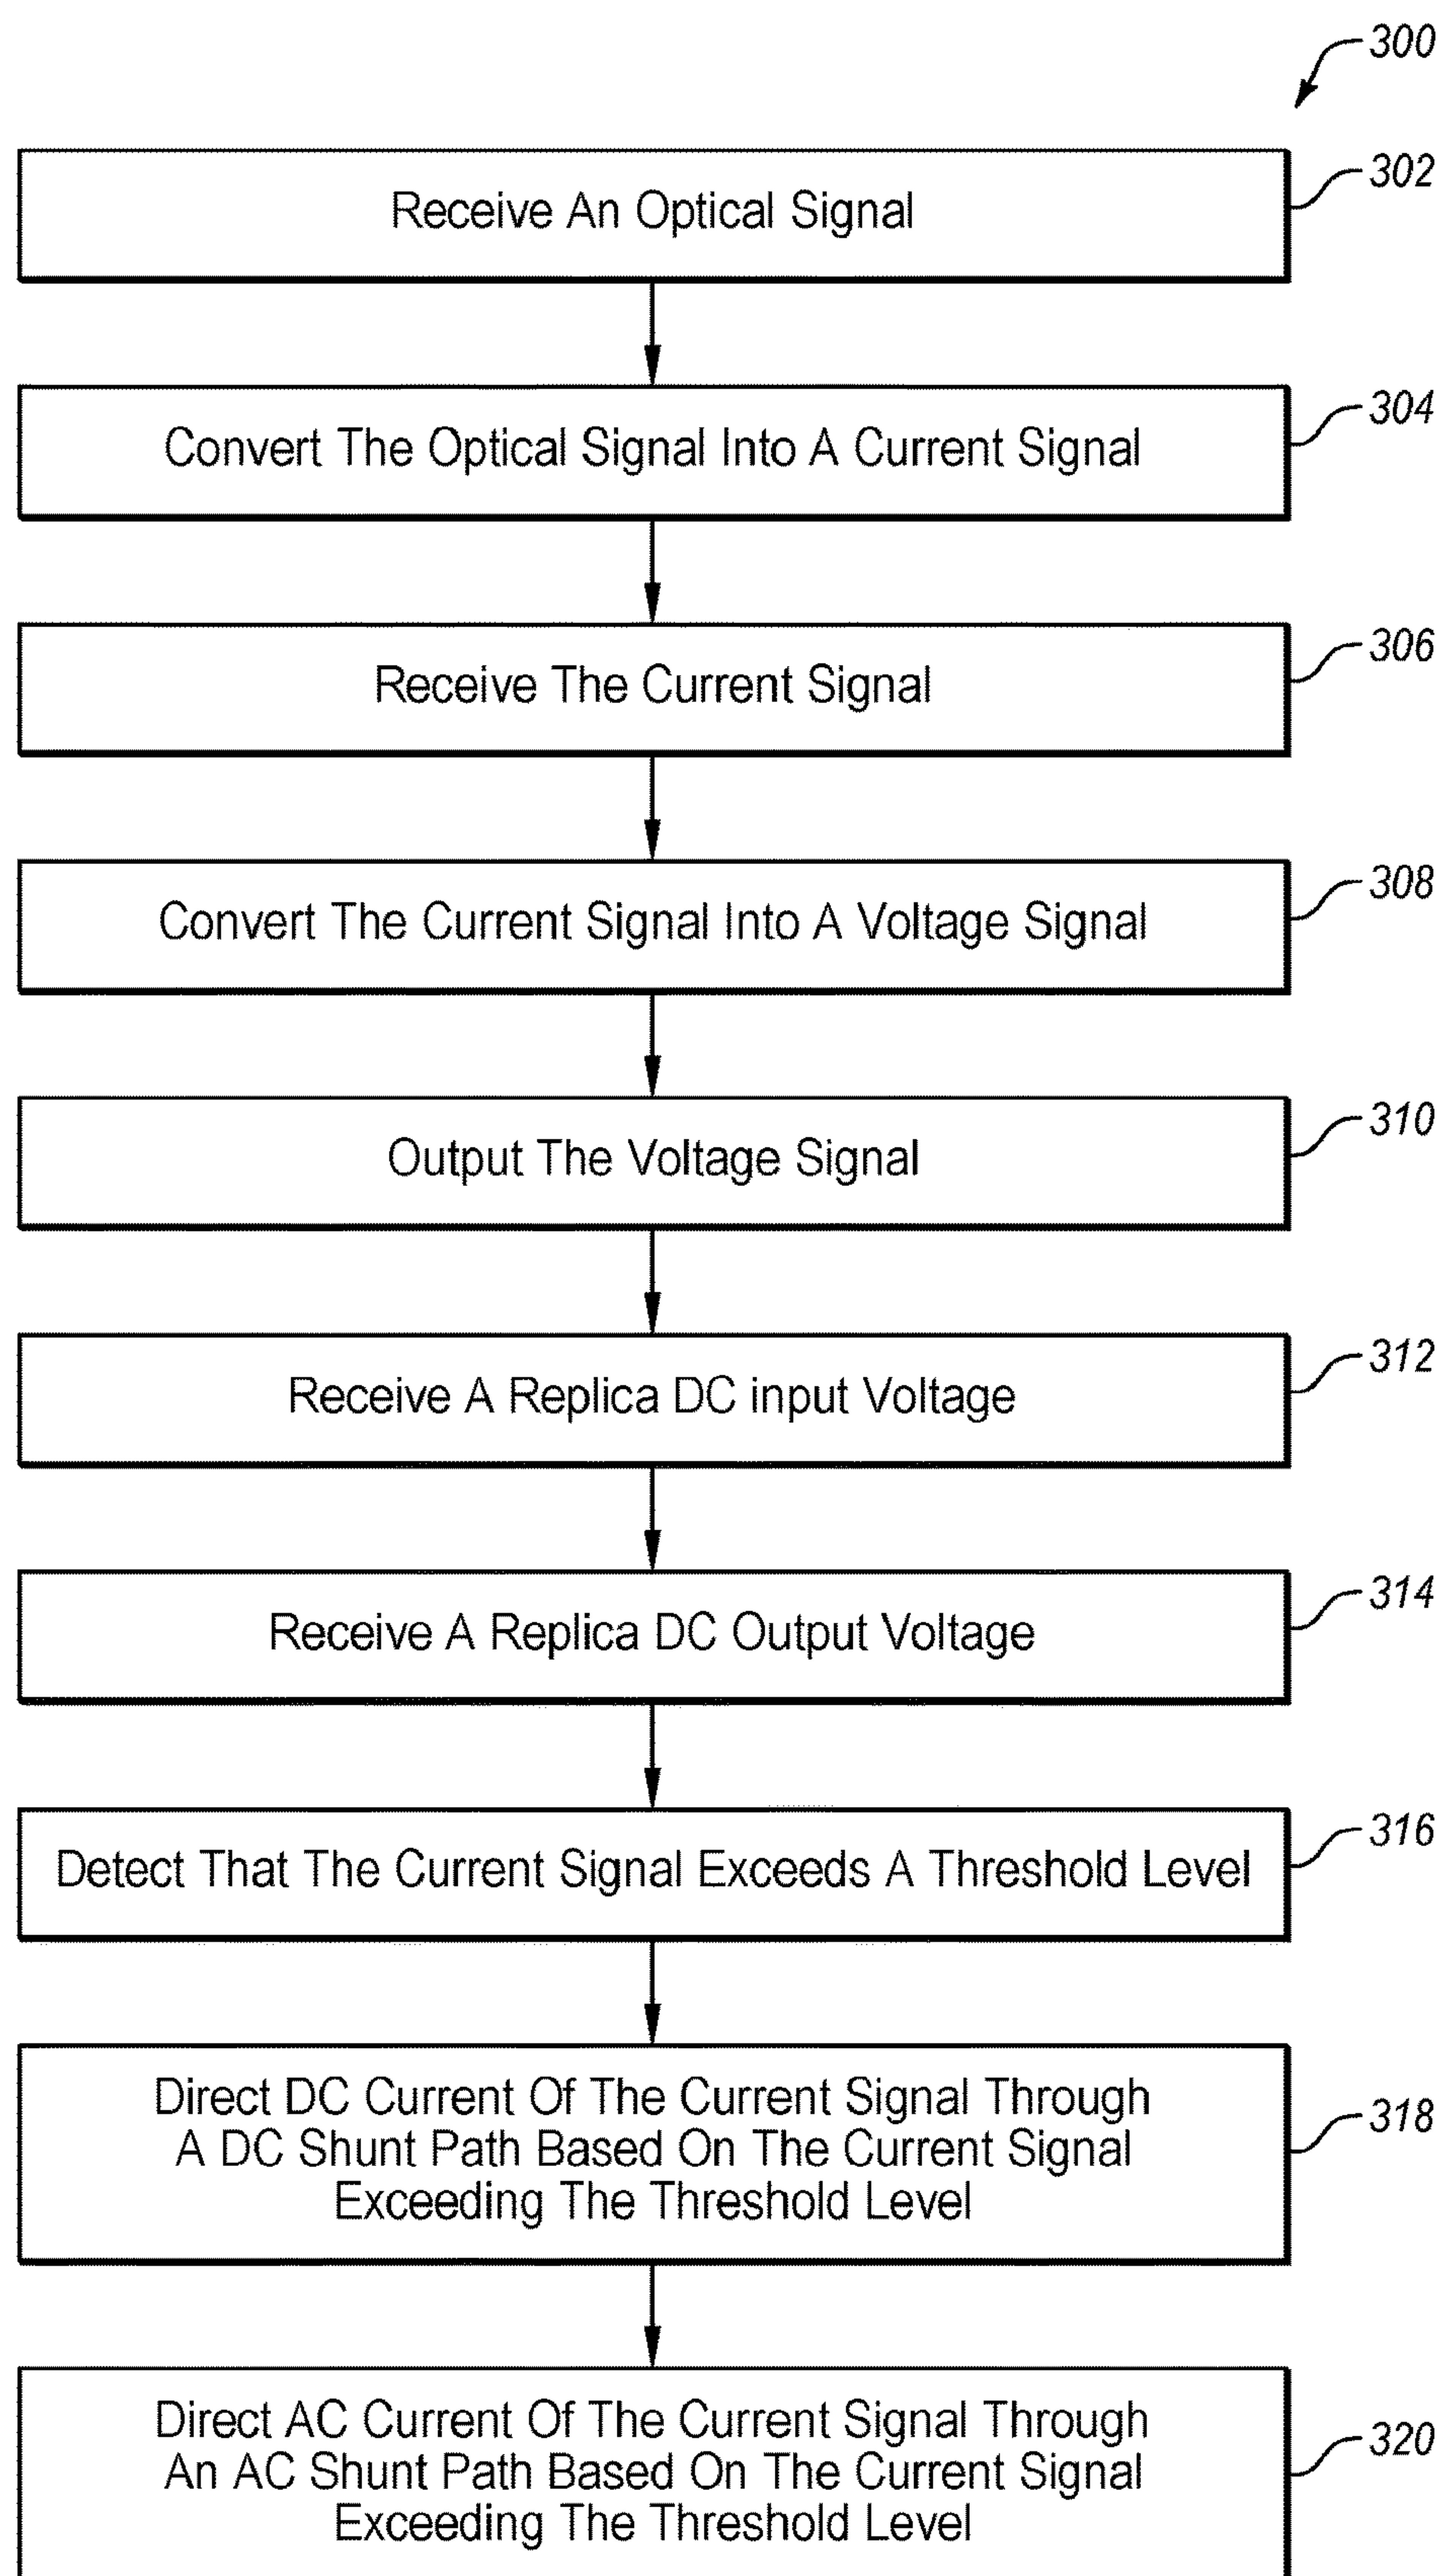 300
Receive An Optical Signal
302
Convert The Optical Signal Into A Current Signal
304
Receive The Current Signal
306
Convert The Current Signal Into A Voltage Signal
308
Output The Voltage Signal
310
Receive A Replica DC input Voltage
312
Receive A Replica DC Output Voltage
314
Detect That The Current Signal Exceeds A Threshold Level
316
Direct DC Current Of The Current Signal Through
A DC Shunt Path Based On The Current Signal
Exceeding The Threshold Level
318
Direct AC Current Of The Current Signal Through
An AC Shunt Path Based On The Current Signal
Exceeding The Threshold Level
320